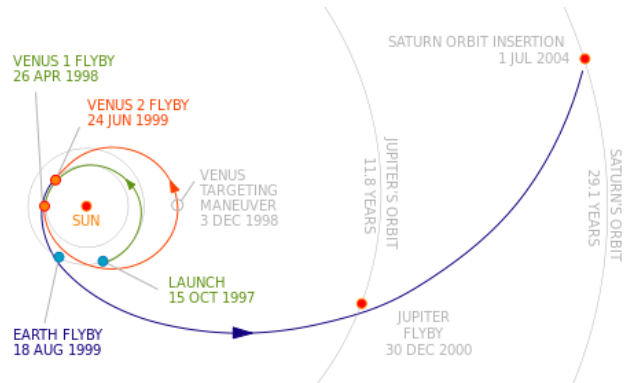 SATURN ORBIT INSERTION
1 JUL 2004
VENUS 1 FLYBY
26 APR 1998
VENUS 2 FLYBY
24 JUN 1999
JUPITER'S ORBIT
11.8 YEARS
SATURN'S ORBIT
29.1 YEARS
VENUS
TARGETING
MANEUVER
3 DEC 1998
SUN
LAUNCH
15 OCT 1997
EARTH FLYBY
18 AUG 1999
JUPITER
FLYBY
30 DEC 2000